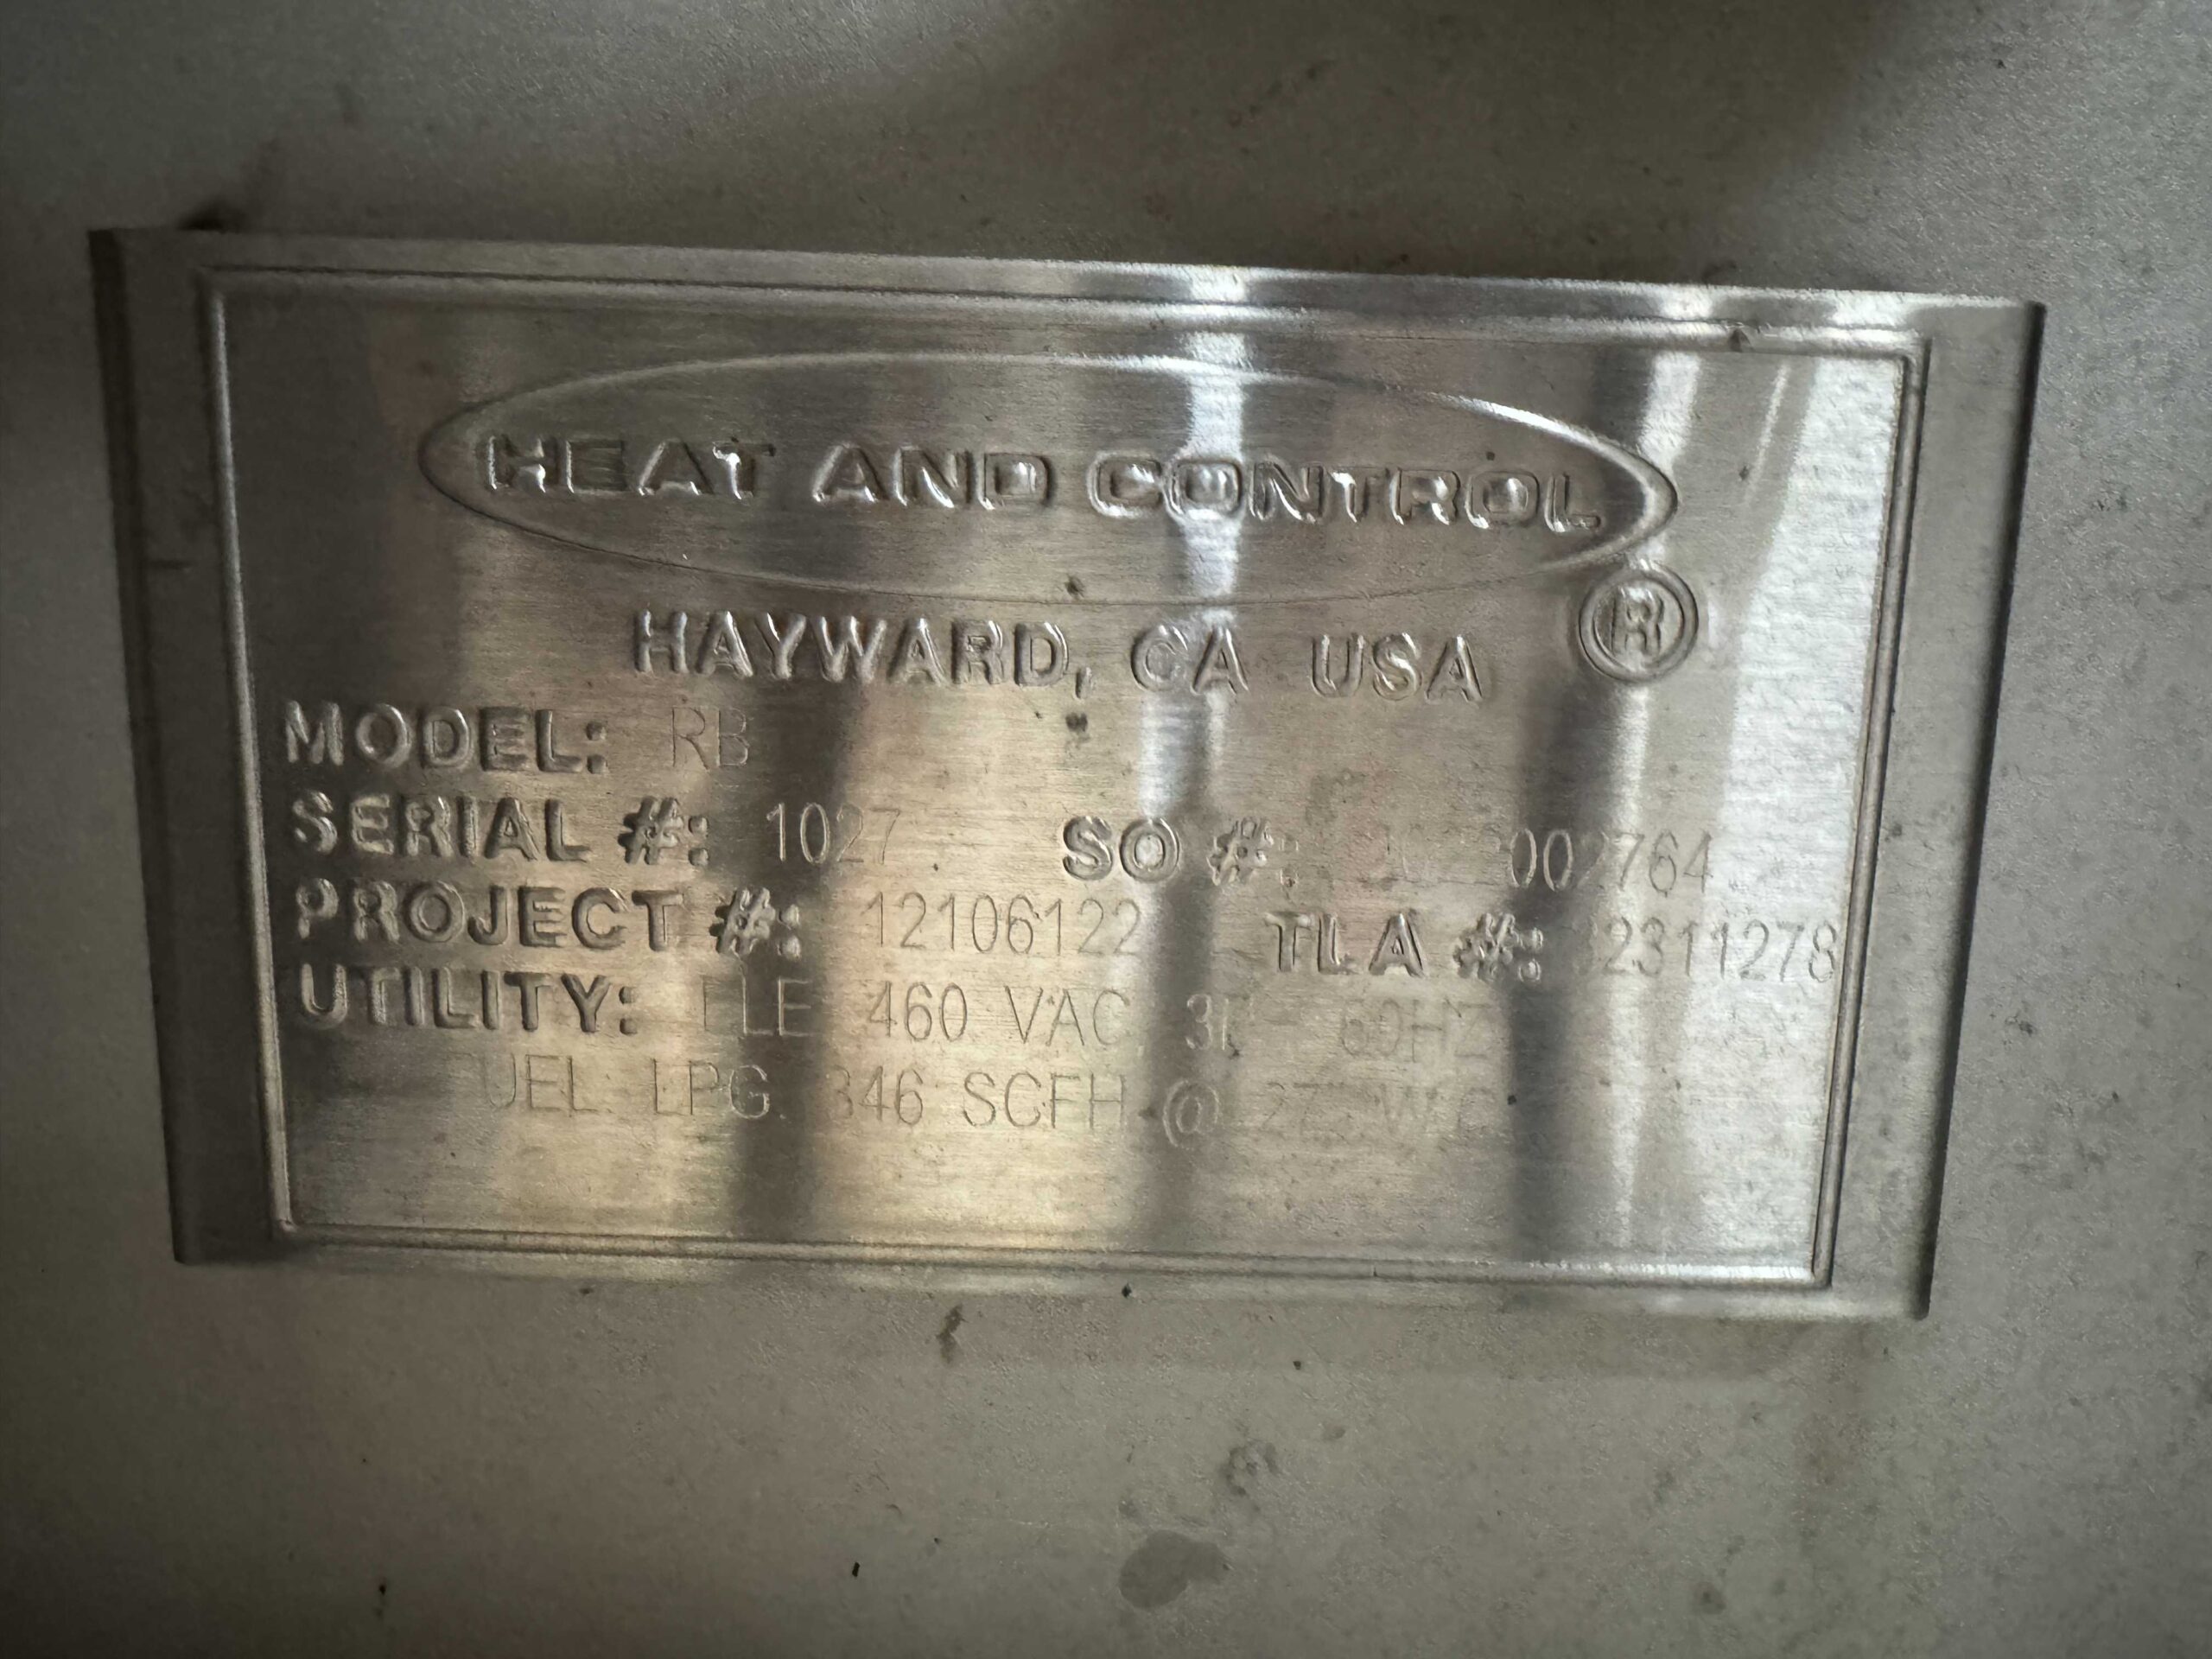 HEAT AND CONTROL
®
HAYWARD, CA USA
MODEL: RB
SERIAL #: 1027 SO #:
PROJECT #: 12106122 TLA #:
UTILITY: ELE 460 VAC 60HZ
LPG. 346 SCFH @